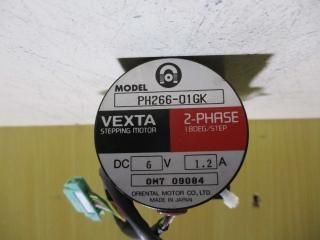 MODEL
PH266-01GK
VEXTA
STEPPING MOTOR
2-PHASE
1.8DEG/STEP
DC 6 V 1.2 A
0M7 09084
ORIENTAL MOTOR CO., LTD.
MADE IN JAPAN